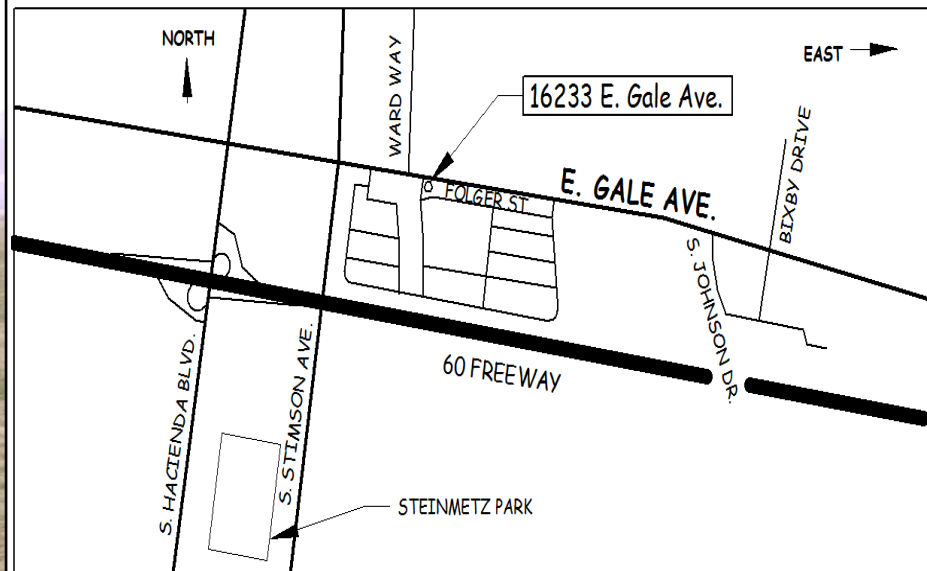 NORTH
EAST
WARD WAY
16233 E. Gale Ave.
BIXBY DRIVE
FOLGER ST
E. GALE AVE.
S. JOHNSON DR.
60 FREEWAY
S. HACIENDA BLVD.
S. STIMSON AVE.
STEINMETZ PARK